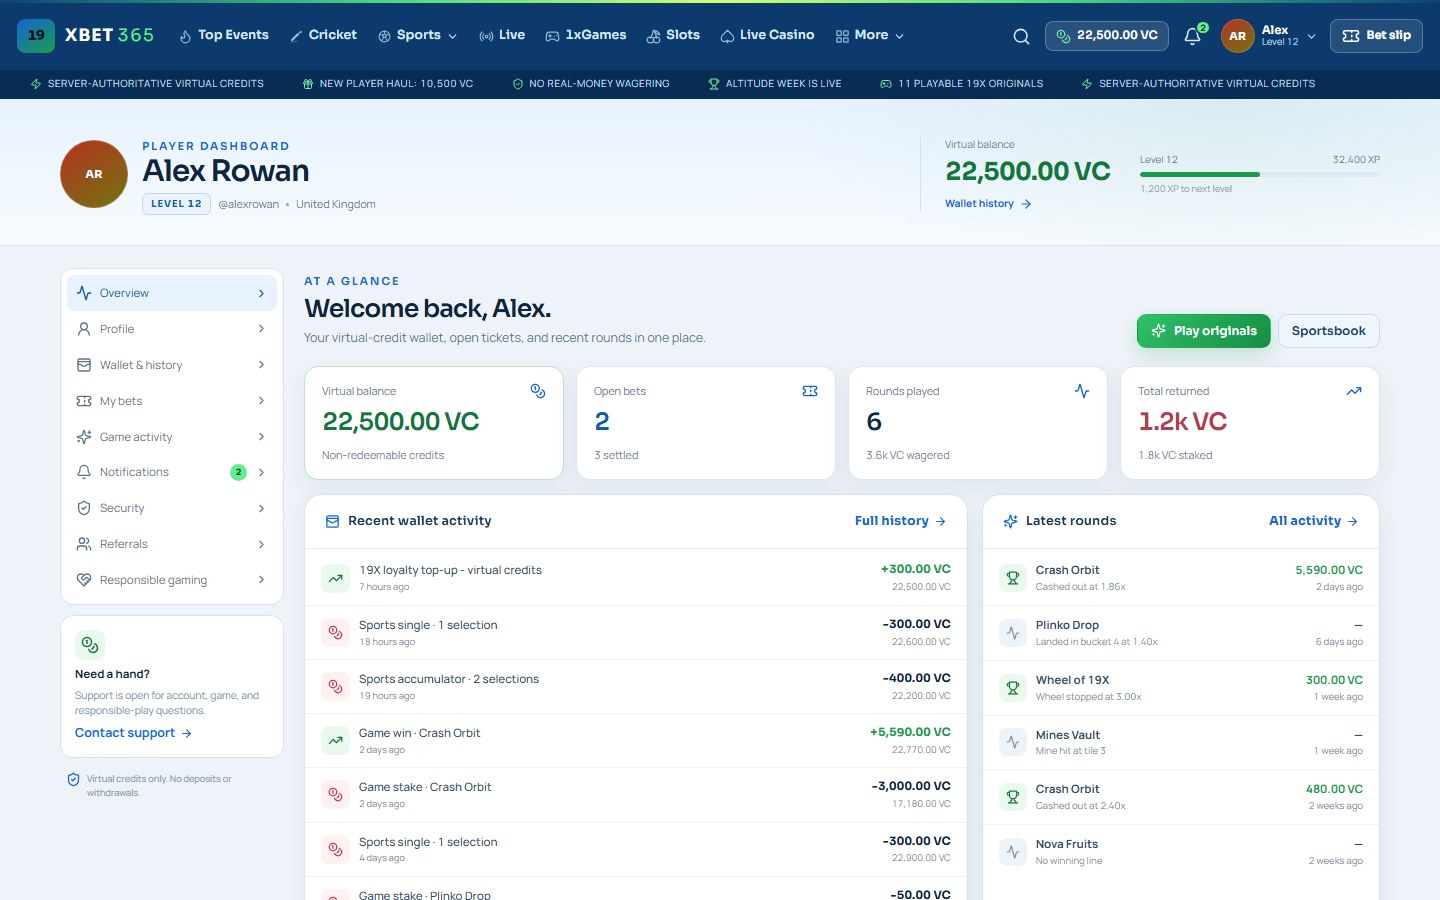 19 XBET 365 Top Events Cricket Sports Live 1xGames Slots Live Casino More 22,500.00 VC 2 AR Alex Level 12 Bet slip
SERVER-AUTHORITATIVE VIRTUAL CREDITS NEW PLAYER HAUL: 10,500 VC NO REAL-MONEY WAGERING ALTITUDE WEEK IS LIVE 11 PLAYABLE 19X ORIGINALS SERVER-AUTHORITATIVE VIRTUAL CREDITS
AR
PLAYER DASHBOARD
Alex Rowan
LEVEL 12 @alexrowan • United Kingdom
Virtual balance
22,500.00 VC
Wallet history
Level 12 32,400 XP
1,200 XP to next level
Overview
Profile
Wallet & history
My bets
Game activity
Notifications 2
Security
Referrals
Responsible gaming
Need a hand?
Support is open for account, game, and
responsible-play questions.
Contact support
Virtual credits only. No deposits or
withdrawals.
AT A GLANCE
Welcome back, Alex.
Your virtual-credit wallet, open tickets, and recent rounds in one place.
Play originals Sportsbook
Virtual balance
22,500.00 VC
Non-redeemable credits
Open bets
2
3 settled
Rounds played
6
3.6k VC wagered
Total returned
1.2k VC
1.8k VC staked
Recent wallet activity Full history
19X loyalty top-up - virtual credits +300.00 VC
7 hours ago 22,500.00 VC
Sports single · 1 selection -300.00 VC
18 hours ago 22,600.00 VC
Sports accumulator · 2 selections -400.00 VC
19 hours ago 22,200.00 VC
Game win · Crash Orbit +5,590.00 VC
2 days ago 22,770.00 VC
Game stake · Crash Orbit -3,000.00 VC
2 days ago 17,180.00 VC
Sports single · 1 selection -300.00 VC
4 days ago 22,900.00 VC
Game stake · Plinko Drop -50.00 VC
Latest rounds All activity
Crash Orbit 5,590.00 VC
Cashed out at 1.86x 2 days ago
Plinko Drop —
Landed in bucket 4 at 1.40x 6 days ago
Wheel of 19X 300.00 VC
Wheel stopped at 3.00x 1 week ago
Mines Vault —
Mine hit at tile 3 1 week ago
Crash Orbit 480.00 VC
Cashed out at 2.40x 2 weeks ago
Nova Fruits —
No winning line 2 weeks ago